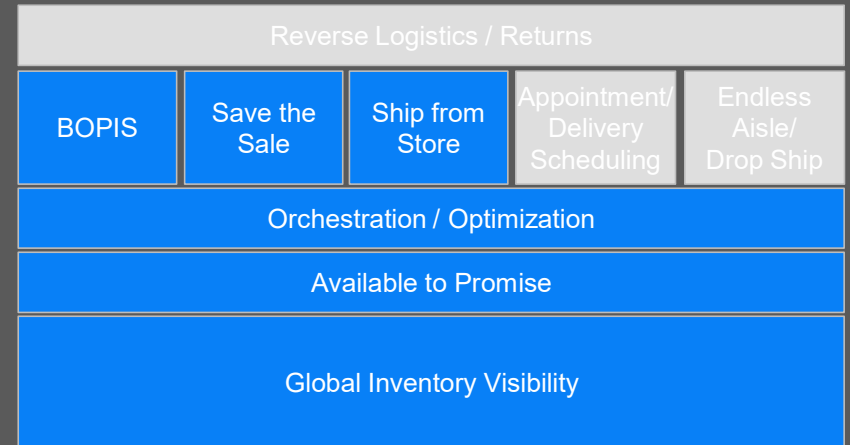 Reverse Logistics / Returns
BOPIS
Save the
Sale
Ship from
Store
Appointment/
Delivery
Scheduling
Endless
Aisle/
Drop Ship
Orchestration / Optimization
Available to Promise
Global Inventory Visibility